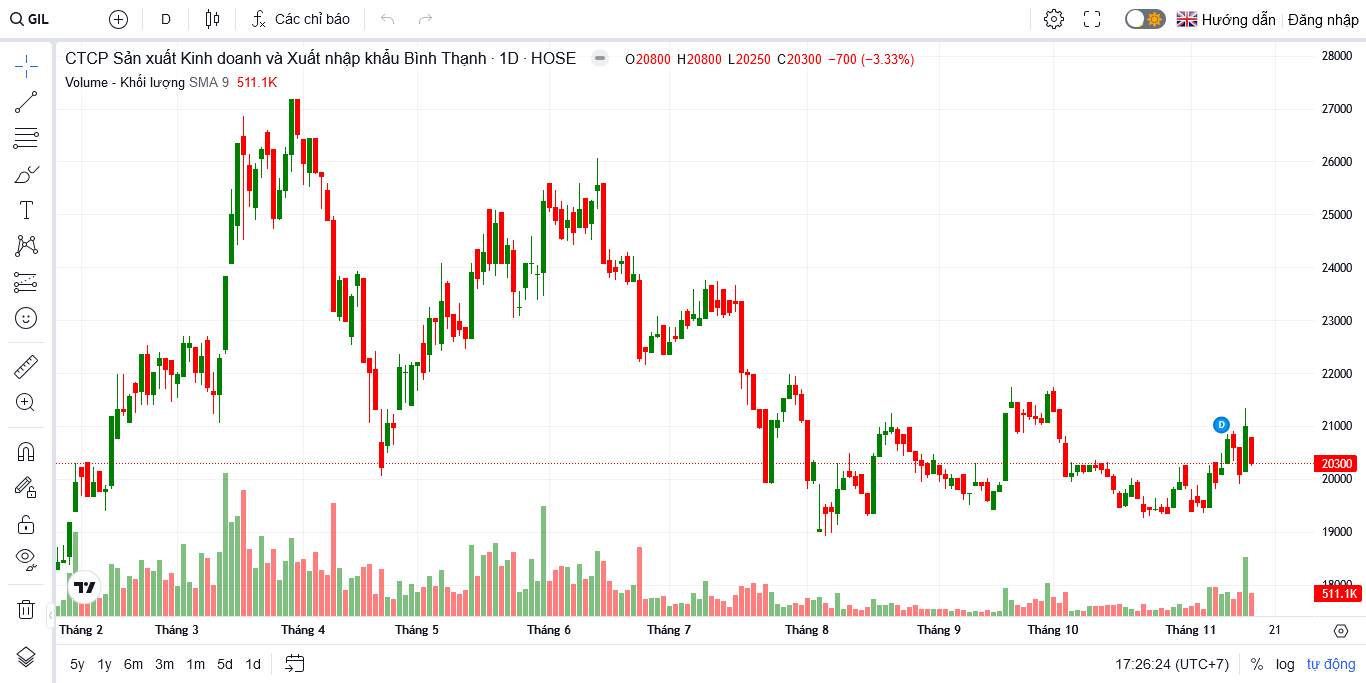 GIL D Các chỉ báo Hướng dẫn Đăng nhập
CTCP Sản xuất Kinh doanh và Xuất nhập khẩu Bình Thạnh · 1D · HOSE O20800 H20800 L20250 C20300 −700 (−3.33%)
Volume - Khối lượng SMA 9 511.1K
28000
27000
26000
25000
24000
23000
22000
21000
D
20300
20000
19000
18000
511.1K
Tháng 2 Tháng 3 Tháng 4 Tháng 5 Tháng 6 Tháng 7 Tháng 8 Tháng 9 Tháng 10 Tháng 11 21
5y 1y 6m 3m 1m 5d 1d 17:26:24 (UTC+7) % log tự động